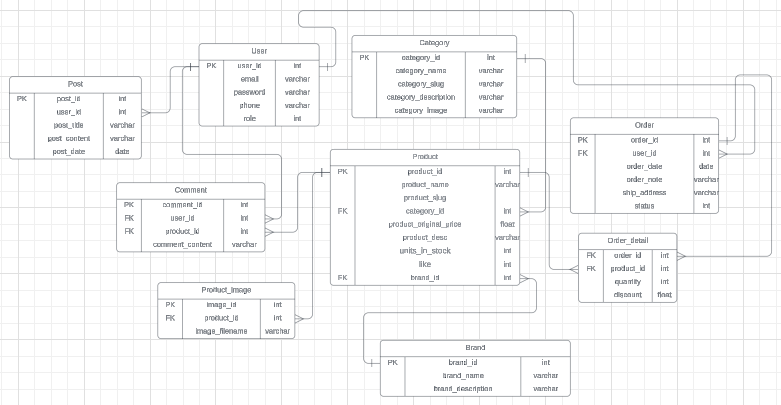 User
PK user_id int
email varchar
password varchar
phone varchar
role int
Category
PK category_id int
category_name varchar
category_slug varchar
category_description varchar
category_image varchar
Post
PK post_id int
user_id int
post_title varchar
post_content varchar
post_date date
Order
PK order_id int
FK user_id int
order_date date
order_note varchar
ship_address varchar
status int
Product
PK product_id int
product_name varchar
product_slug
FK category_id int
product_original_price float
product_desc varchar
units_in_stock int
like int
FK brand_id int
Comment
PK comment_id int
FK user_id int
FK product_id int
comment_content varchar
Order_detail
FK order_id int
FK product_id int
quantity int
discount float
Product_image
PK image_id int
FK product_id int
image_filename varchar
Brand
PK brand_id int
brand_name varchar
brand_description varchar